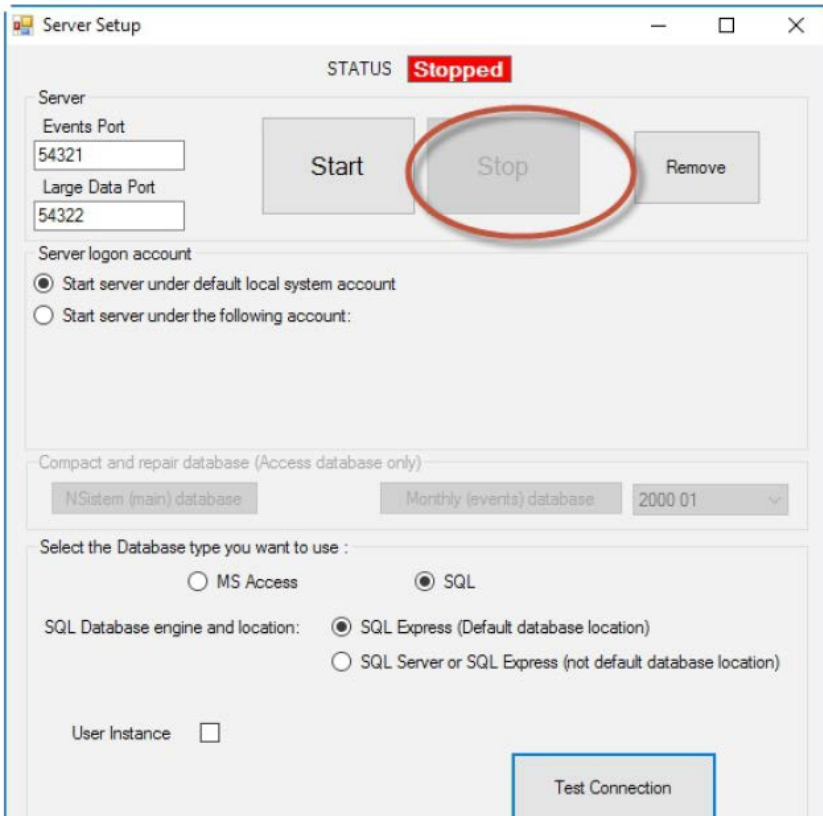 Server Setup
STATUS Stopped
Server
Events Port
54321
Large Data Port
54322
Start
Stop
Remove
Server logon account
Start server under default local system account
Start server under the following account:
Compact and repair database (Access database only)
NSistem (main) database
Monthly (events) database
2000 01
Select the Database type you want to use :
MS Access
SQL
SQL Database engine and location:
SQL Express (Default database location)
SQL Server or SQL Express (not default database location)
User Instance
Test Connection